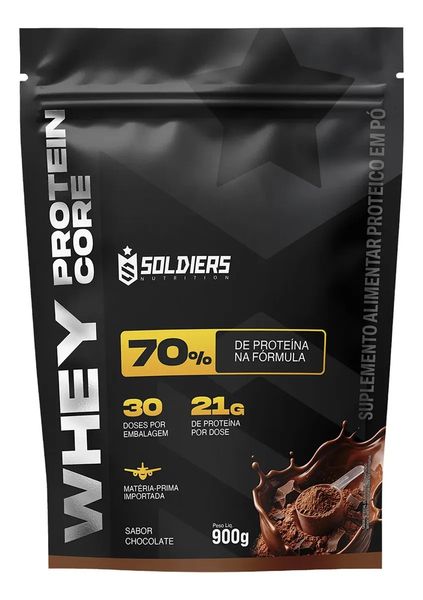 WHEY PROTEIN
CORE
SUPLEMENTO ALIMENTAR PROTEICO EM PÓ
SOLDIERS
NUTRITION
70%
DE PROTEÍNA
NA FÓRMULA
30
DOSES POR
EMBALAGEM
21G
DE PROTEÍNA
POR DOSE
MATÉRIA-PRIMA
IMPORTADA
SABOR
CHOCOLATE
Peso Líq.
900g